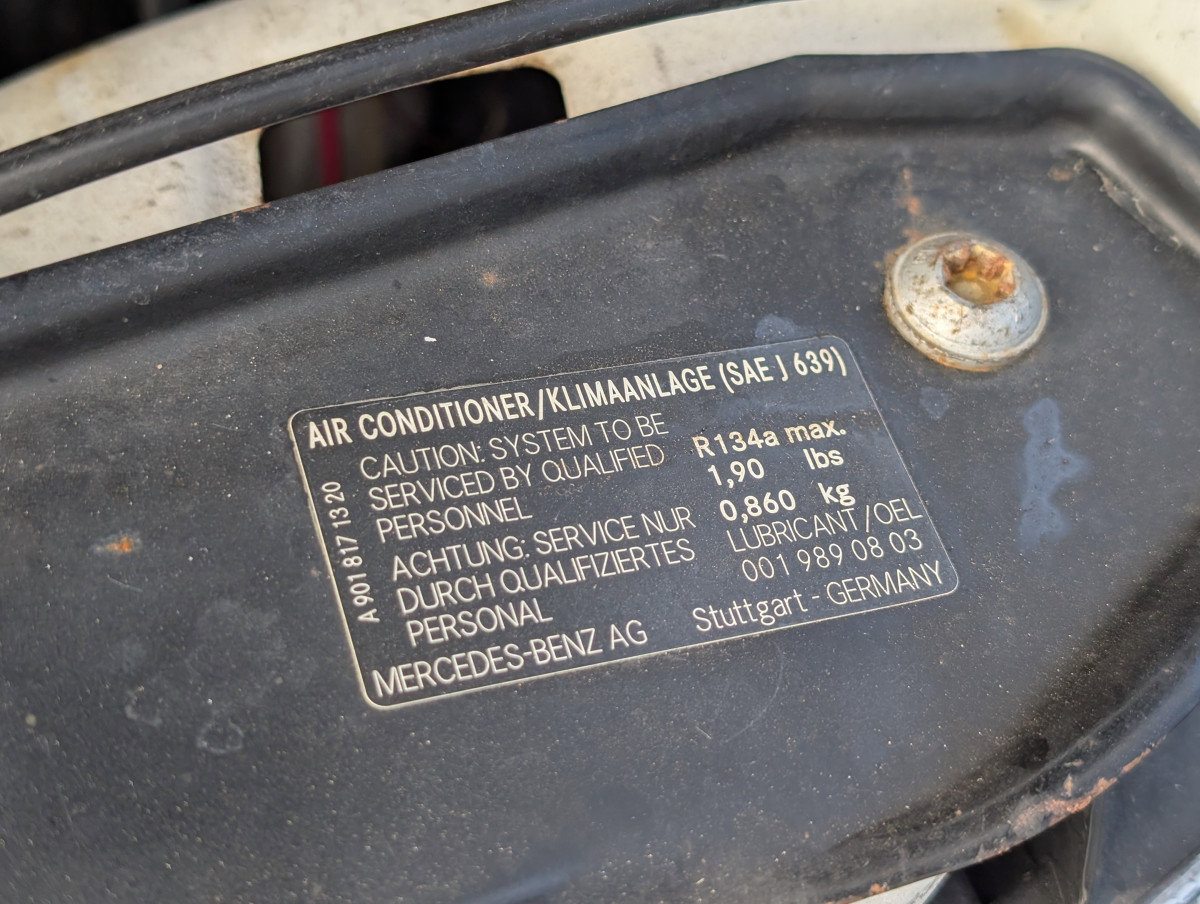 AIR CONDITIONER/KLIMAANLAGE (SAE J 639)
CAUTION: SYSTEM TO BE
SERVICED BY QUALIFIED
PERSONNEL
ACHTUNG: SERVICE NUR
DURCH QUALIFIZIERTES
PERSONAL
R134a max.
1,90 lbs
0,860 kg
LUBRICANT/OEL
001 989 08 03
MERCEDES-BENZ AG Stuttgart - GERMANY
A 901 817 13 20